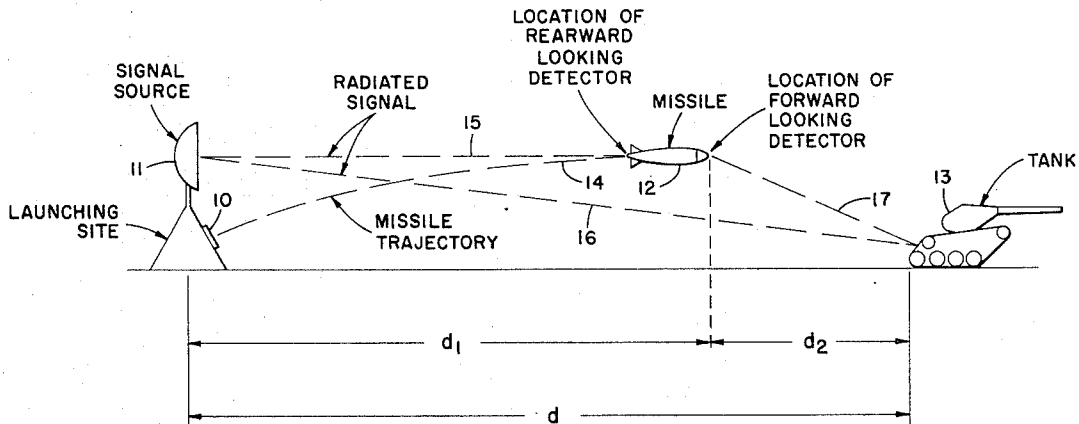 LOCATION OF
REARWARD
LOOKING
DETECTOR
SIGNAL
SOURCE
RADIATED
SIGNAL
MISSILE
LOCATION OF
FORWARD
LOOKING
DETECTOR
TANK
15
11
10
14
12
13
17
LAUNCHING
SITE
MISSILE
TRAJECTORY
16
d1
d2
d